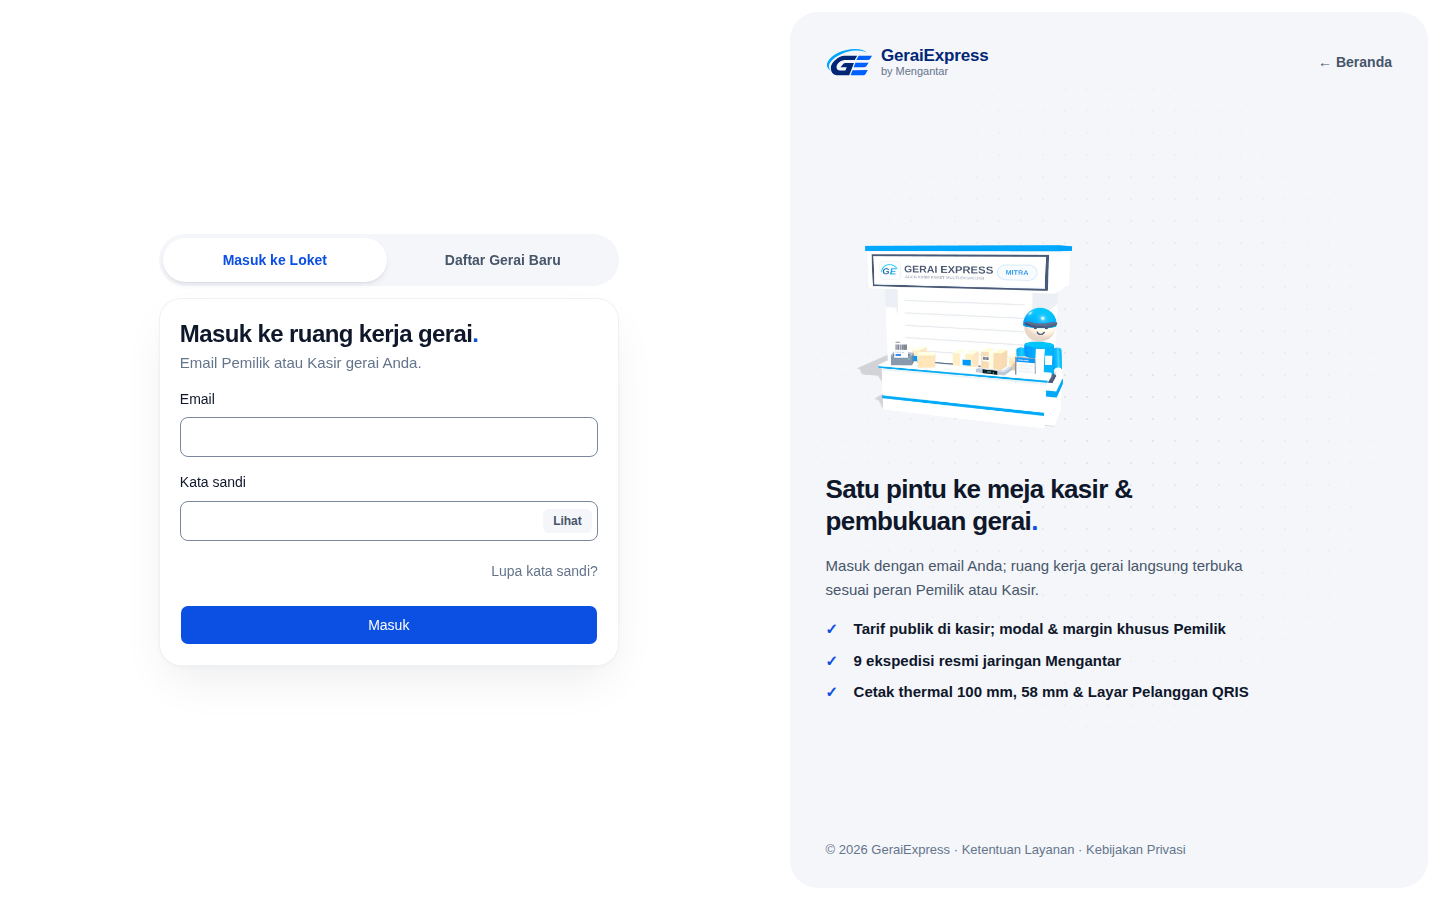 Masuk ke Loket
Daftar Gerai Baru
Masuk ke ruang kerja gerai.
Email Pemilik atau Kasir gerai Anda.
Email
Kata sandi
Lihat
Lupa kata sandi?
Masuk
GE GeraiExpress
by Mengantar
← Beranda
GE GERAI EXPRESS MITRA
Satu pintu ke meja kasir &
pembukuan gerai.
Masuk dengan email Anda; ruang kerja gerai langsung terbuka
sesuai peran Pemilik atau Kasir.
✓ Tarif publik di kasir; modal & margin khusus Pemilik
✓ 9 ekspedisi resmi jaringan Mengantar
✓ Cetak thermal 100 mm, 58 mm & Layar Pelanggan QRIS
© 2026 GeraiExpress · Ketentuan Layanan · Kebijakan Privasi